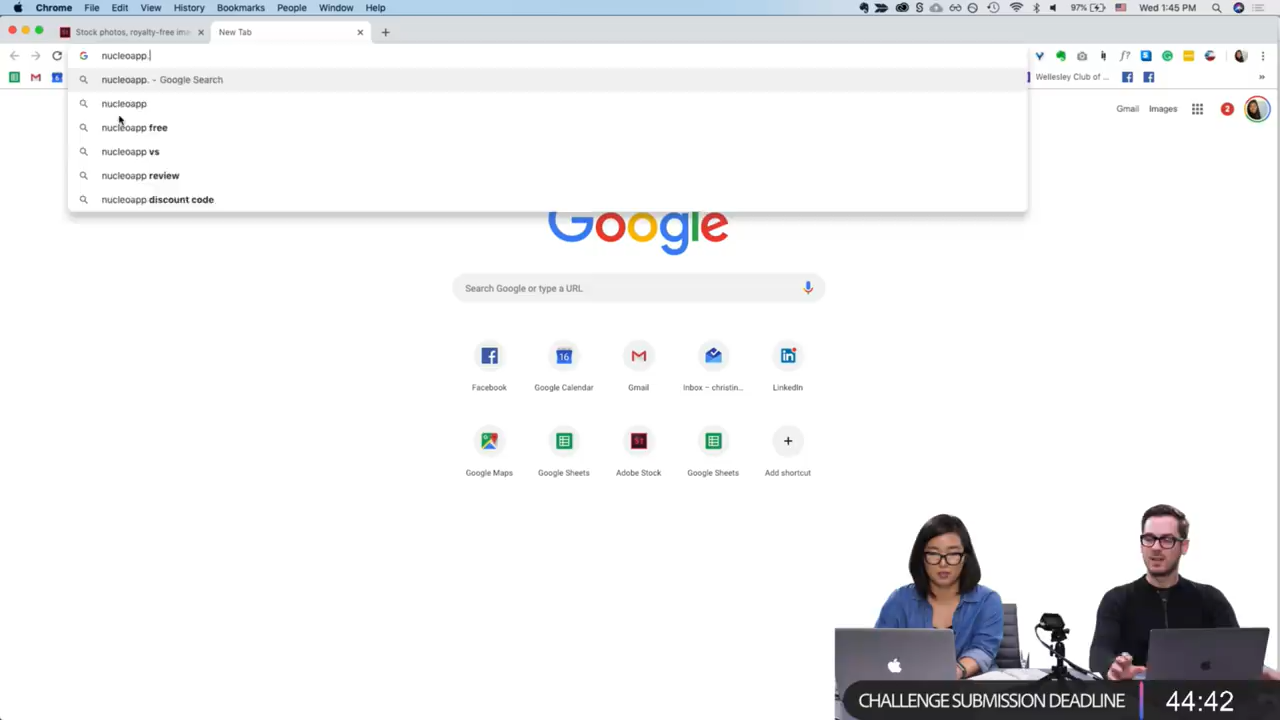 Chrome File Edit View History Bookmarks People Window Help
97% Wed 1:45 PM
Stock photos, royalty-free ima
New Tab
nucleoapp.
nucleoapp. - Google Search
nucleoapp
nucleoapp free
nucleoapp vs
nucleoapp review
nucleoapp discount code
Wellesley Club of ...
Gmail Images 2
Google
Search Google or type a URL
16
Facebook Google Calendar Gmail Inbox – christin... LinkedIn
St
Google Maps Google Sheets Adobe Stock Google Sheets Add shortcut
CHALLENGE SUBMISSION DEADLINE 44:42